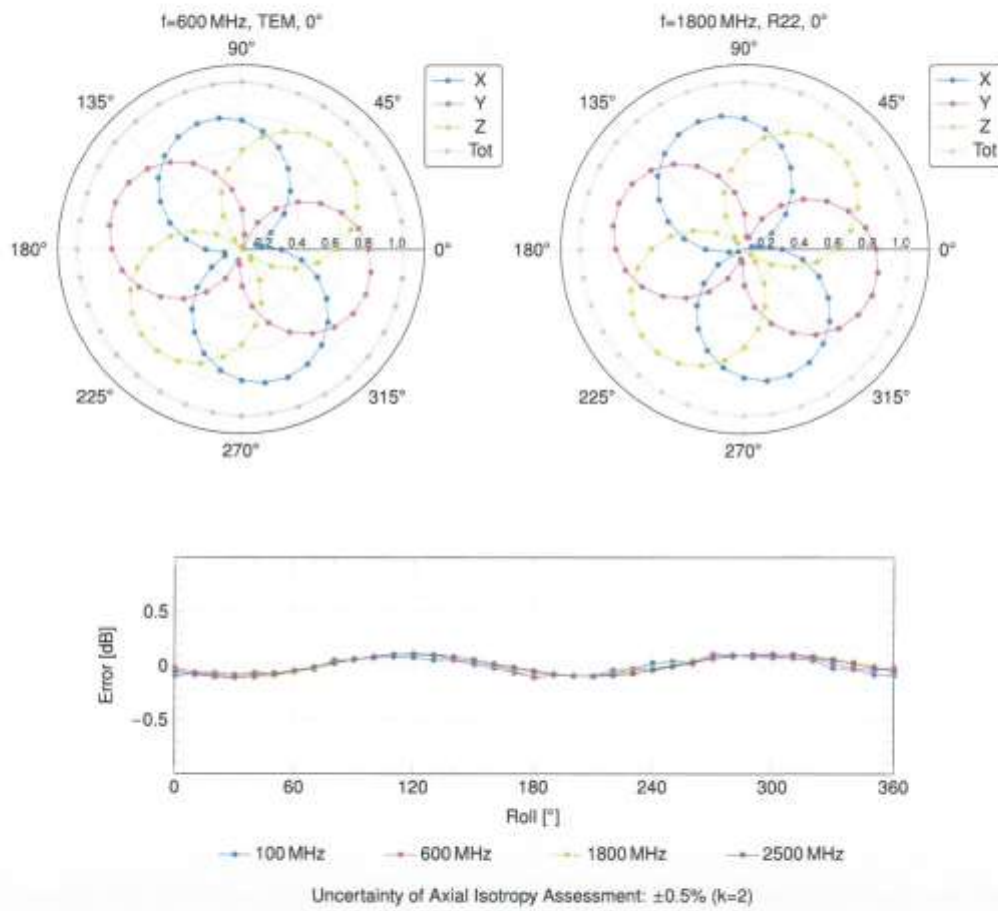 f=600 MHz, TEM, 0°
f=1800 MHz, R22, 0°
90°
135°
45°
180°
0.2 0.4 0.6 0.8 1.0
0°
225°
315°
270°
X
Y
Z
Tot
90°
135°
45°
180°
0.2 0.4 0.6 0.8 1.0
0°
225°
315°
270°
X
Y
Z
Tot
Error [dB]
0.5
0
−0.5
0 60 120 180 240 300 360
Roll [°]
100 MHz 600 MHz 1800 MHz 2500 MHz
Uncertainty of Axial Isotropy Assessment: ±0.5% (k=2)